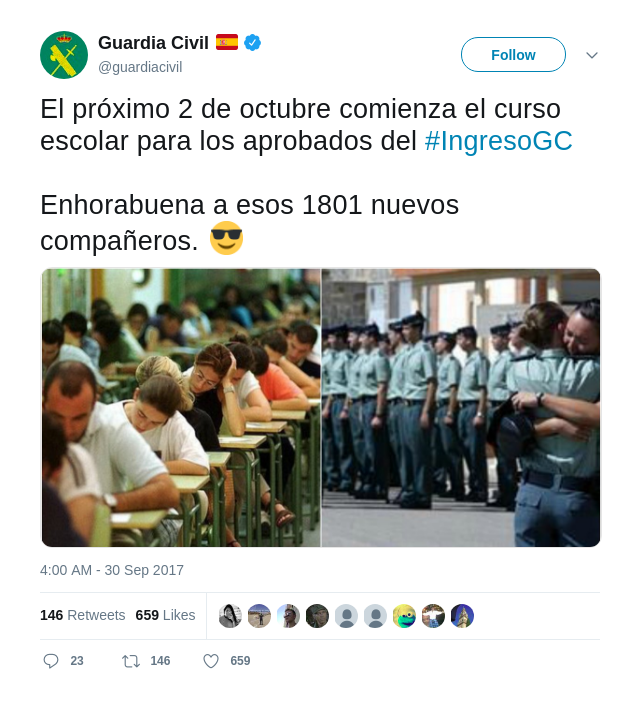 Guardia Civil 🇪🇸
@guardiacivil
Follow
El próximo 2 de octubre comienza el curso
escolar para los aprobados del #IngresoGC
Enhorabuena a esos 1801 nuevos
compañeros. 😎
4:00 AM - 30 Sep 2017
146 Retweets 659 Likes
23 146 659